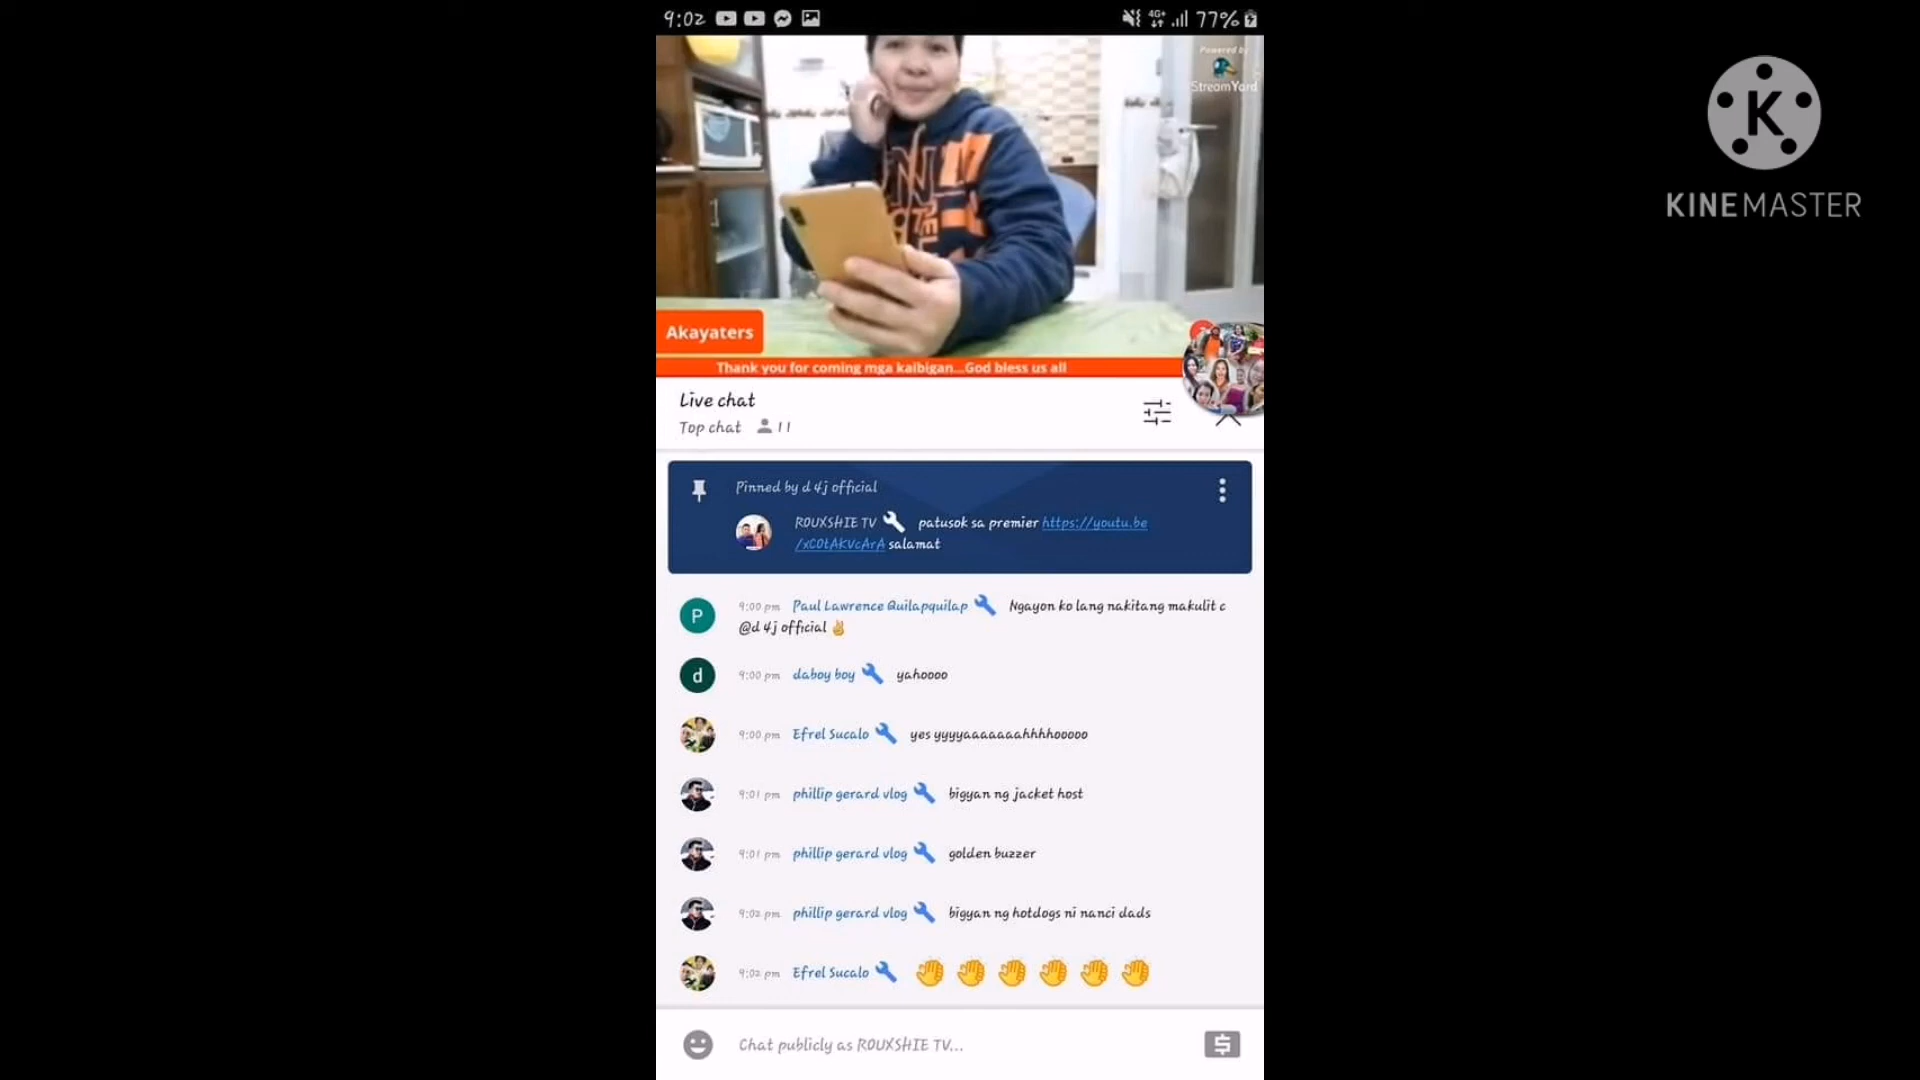 9:02
4G+ 77%
Powered by
StreamYard
K
KINEMASTER
Akayaters
Thank you for coming mga kaibigan...God bless us all
Live chat
Top chat 11
Pinned by d 4j official
ROUXSHIE TV patusok sa premier https://youtu.be
/xC0tAKVcArA salamat
P
9:00 pm Paul Lawrence Quilapquilap Ngayon ko lang nakitang makulit c
@d 4j official ✌️
d
9:00 pm daboy boy yahoooo
9:00 pm Efrel Sucalo yes yyyyaaaaaaahhhhooooo
9:01 pm phillip gerard vlog bigyan ng jacket host
9:01 pm phillip gerard vlog golden buzzer
9:02 pm phillip gerard vlog bigyan ng hotdogs ni nanci dads
9:02 pm Efrel Sucalo 👏👏👏👏👏👏
Chat publicly as ROUXSHIE TV...